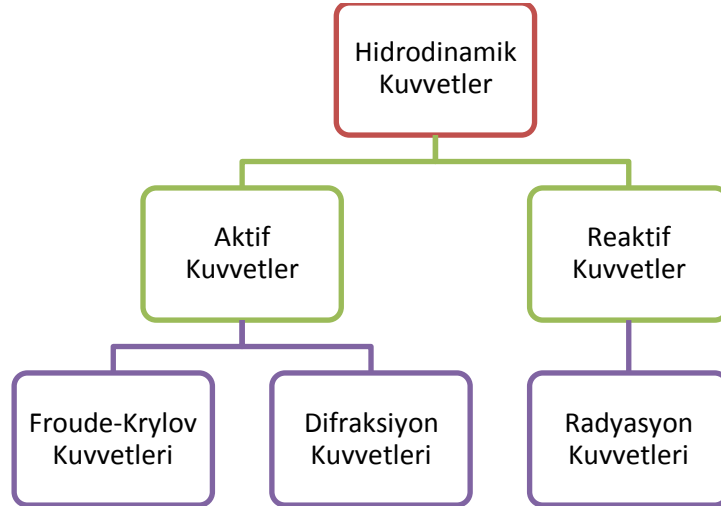 Hidrodinamik
Kuvvetler
Aktif
Kuvvetler
Reaktif
Kuvvetler
Froude-Krylov
Kuvvetleri
Difraksiyon
Kuvvetleri
Radyasyon
Kuvvetleri